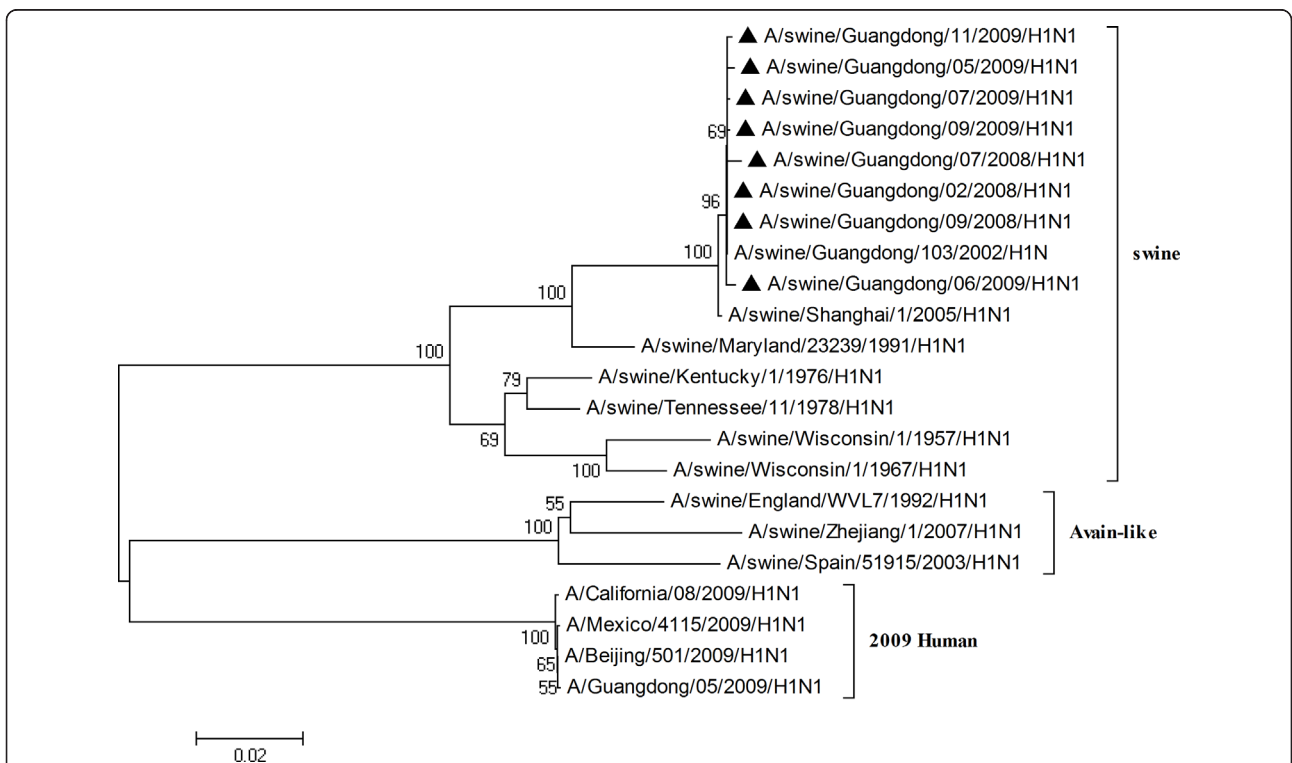 ▲ A/swine/Guangdong/11/2009/H1N1
▲ A/swine/Guangdong/05/2009/H1N1
▲ A/swine/Guangdong/07/2009/H1N1
69
▲ A/swine/Guangdong/09/2009/H1N1
▲ A/swine/Guangdong/07/2008/H1N1
▲ A/swine/Guangdong/02/2008/H1N1
96
▲ A/swine/Guangdong/09/2008/H1N1
100
A/swine/Guangdong/103/2002/H1N
swine
▲ A/swine/Guangdong/06/2009/H1N1
100
A/swine/Shanghai/1/2005/H1N1
100
A/swine/Maryland/23239/1991/H1N1
79
A/swine/Kentucky/1/1976/H1N1
A/swine/Tennessee/11/1978/H1N1
69
A/swine/Wisconsin/1/1957/H1N1
100
A/swine/Wisconsin/1/1967/H1N1
55
A/swine/England/WVL7/1992/H1N1
100
A/swine/Zhejiang/1/2007/H1N1
Avain-like
A/swine/Spain/51915/2003/H1N1
A/California/08/2009/H1N1
100
A/Mexico/4115/2009/H1N1
2009 Human
65
A/Beijing/501/2009/H1N1
55
A/Guangdong/05/2009/H1N1
0.02